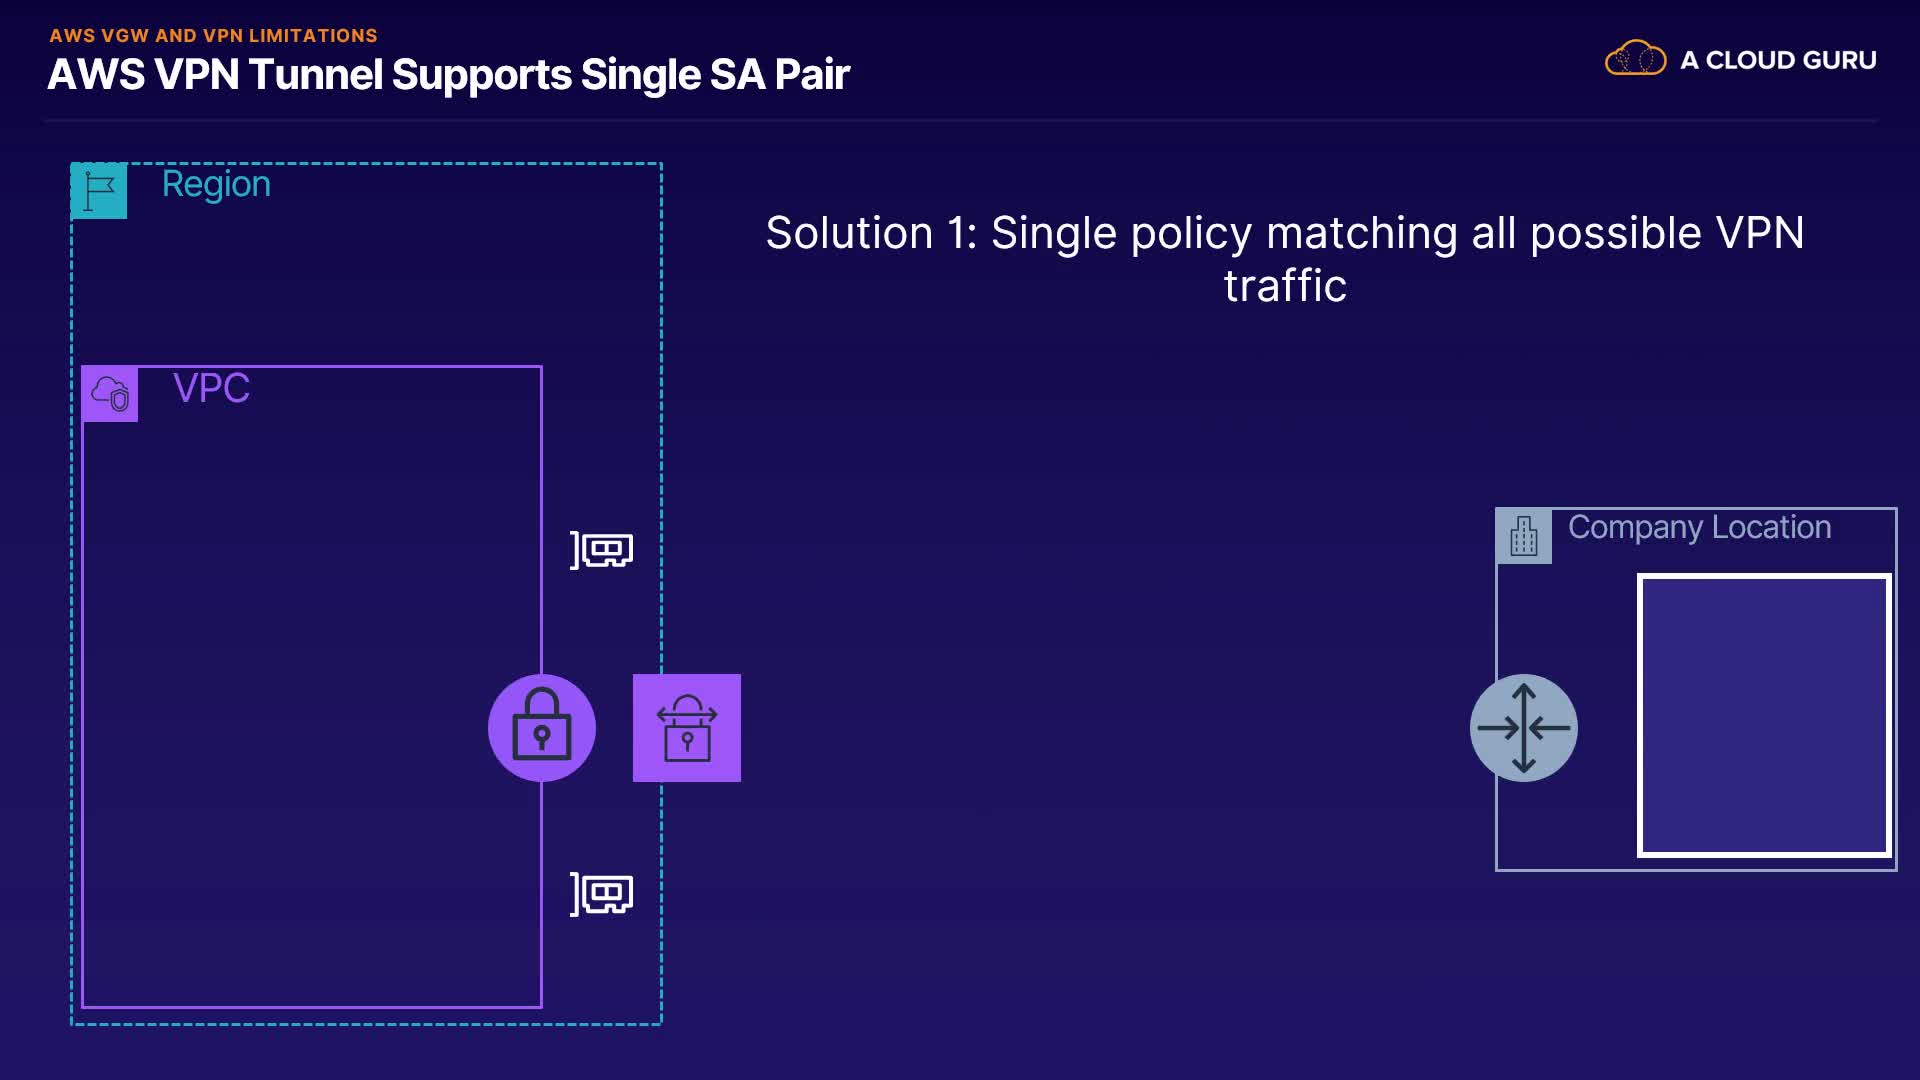 AWS VGW AND VPN LIMITATIONS
AWS VPN Tunnel Supports Single SA Pair
A CLOUD GURU
Region
Solution 1: Single policy matching all possible VPN
traffic
VPC
Company Location